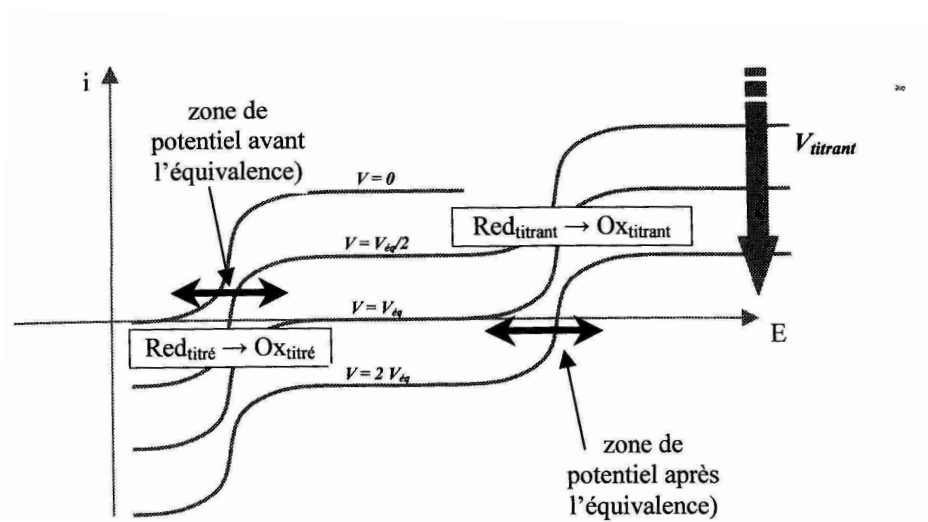 i
zone de
potentiel avant
l'équivalence)
V = 0
V = Véq/2
V = Véq
V = 2 Véq
Redtitrant → Oxtitrant
Redtitré → Oxtitré
Vtitrant
E
zone de
potentiel après
l'équivalence)